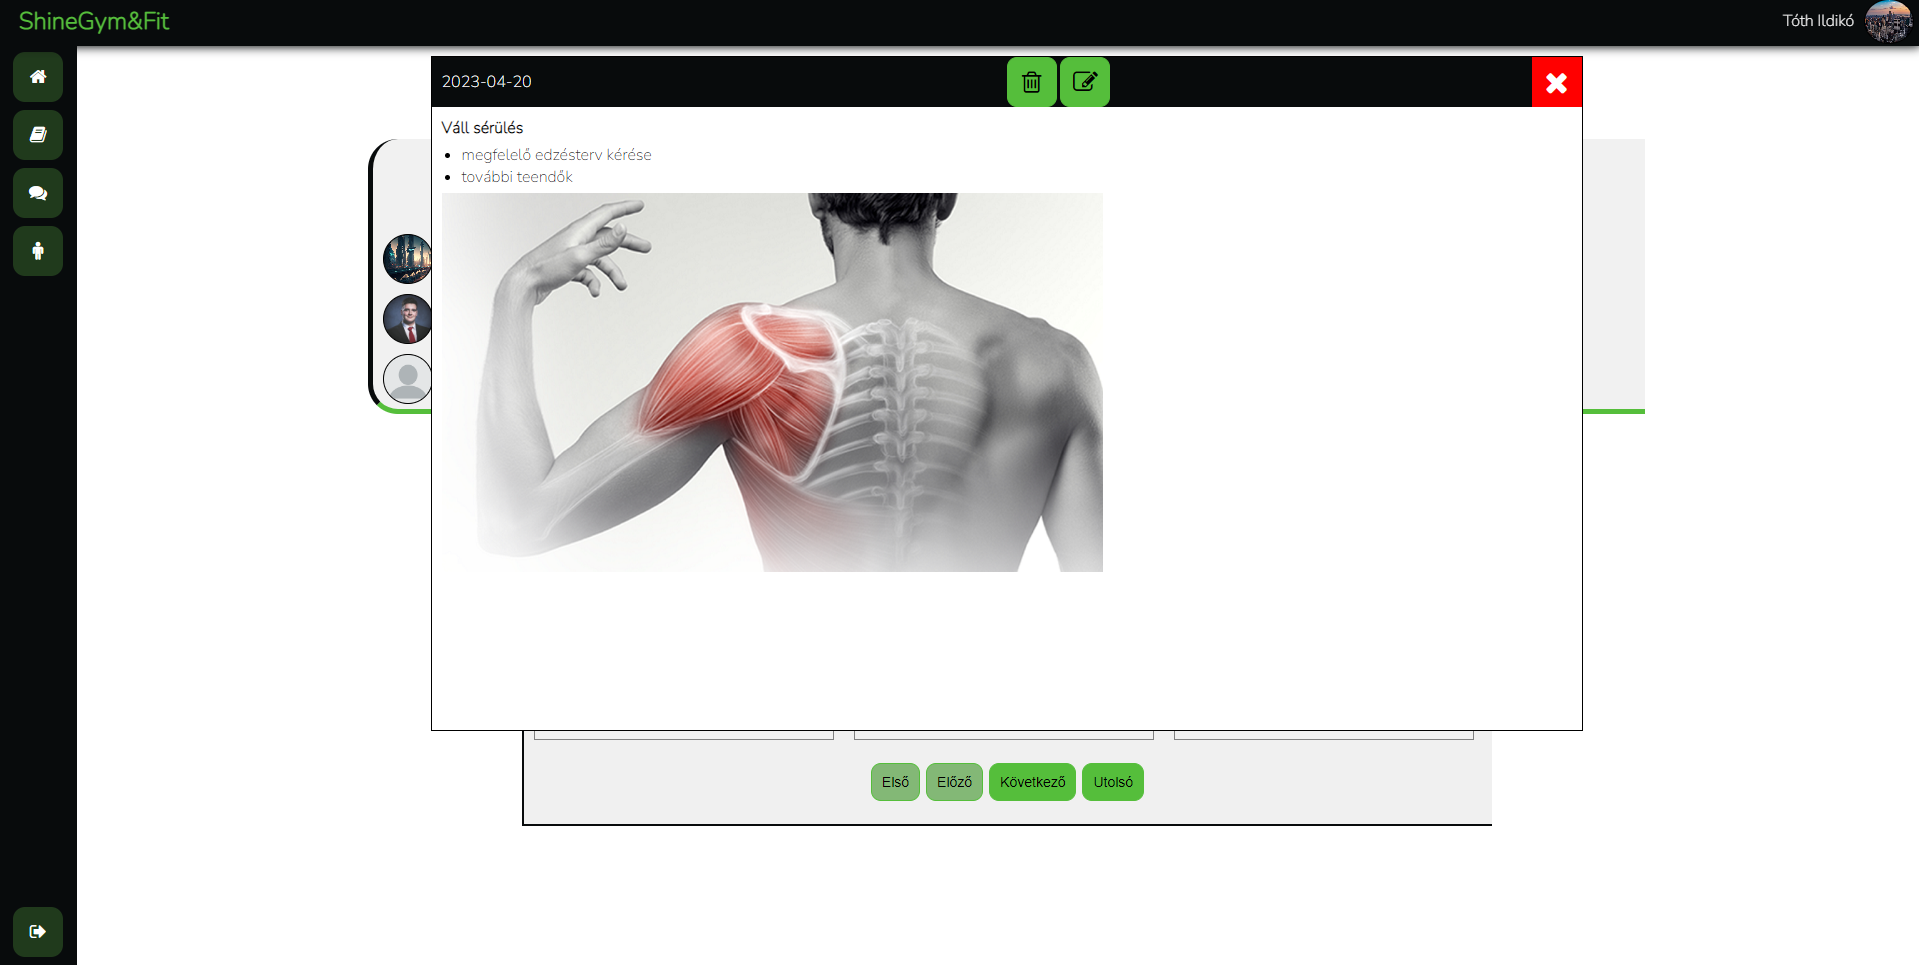 ShineGym&Fit
Tóth Ildikó
2023-04-20
Váll sérülés
megfelelő edzésterv kérése
további teendők
Első
Előző
Következő
Utolsó